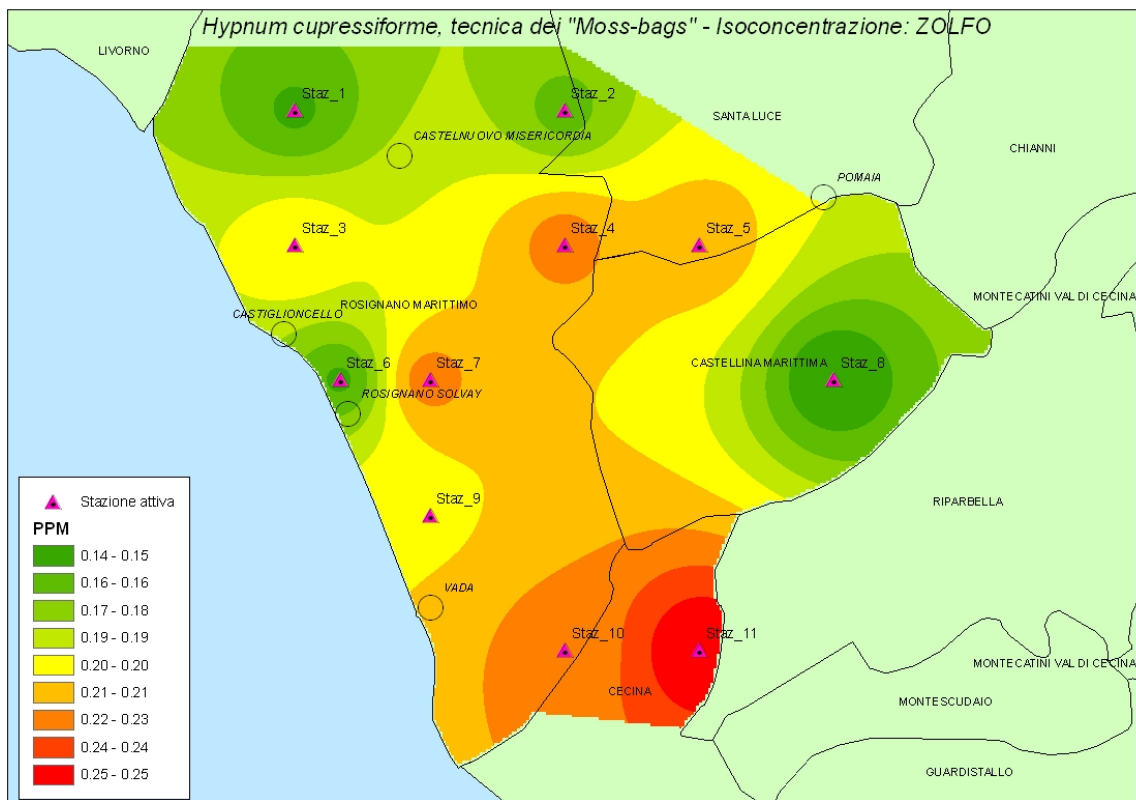 Hypnum cupressiforme, tecnica dei "Moss-bags" - Isoconcentrazione: ZOLFO
LIVORNO
Staz_1
Staz_2
SANTA LUCE
CASTELNUOVO MISERICORDIA
CHIANNI
POMAIA
Staz_3
Staz_4
Staz_5
MONTECATINI VAL DI CECINA
ROSIGNANO MARITTIMO
CASTIGLIONCELLO
Staz_6
Staz_7
CASTELLINA MARITTIMA
Staz_8
ROSIGNANO SOLVAY
Staz_9
Stazione attiva
RIPARBELLA
PPM
0.14 - 0.15
0.16 - 0.16
VADA
0.17 - 0.18
0.19 - 0.19
Staz_10
Staz_11
0.20 - 0.20
MONTECATINI VAL DI CECINA
0.21 - 0.21
CECINA
MONTESCUDAIO
0.22 - 0.23
0.24 - 0.24
0.25 - 0.25
GUARDISTALLO